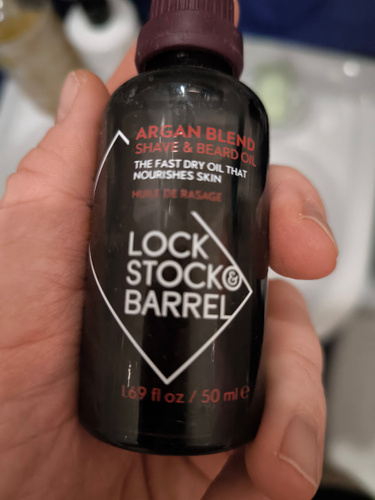 ARGAN BLEND
SHAVE & BEARD OIL
THE FAST DRY OIL THAT
NOURISHES SKIN
HUILE DE RASAGE
LOCK
STOCK&
BARREL
1.69 fl oz / 50 ml e